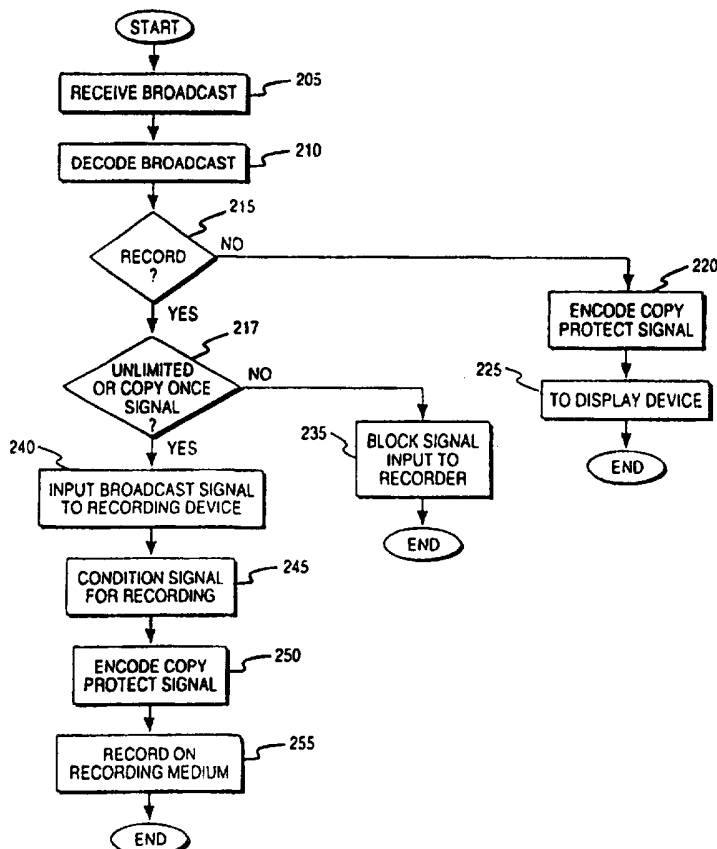 START
RECEIVE BROADCAST
205
DECODE BROADCAST
210
RECORD
?
215
NO
YES
220
ENCODE COPY
PROTECT SIGNAL
225
TO DISPLAY DEVICE
END
217
UNLIMITED
OR COPY ONCE
SIGNAL
?
NO
YES
235
BLOCK SIGNAL
INPUT TO
RECORDER
END
240
INPUT BROADCAST SIGNAL
TO RECORDING DEVICE
CONDITION SIGNAL
FOR RECORDING
245
ENCODE COPY
PROTECT SIGNAL
250
RECORD ON
RECORDING MEDIUM
255
END